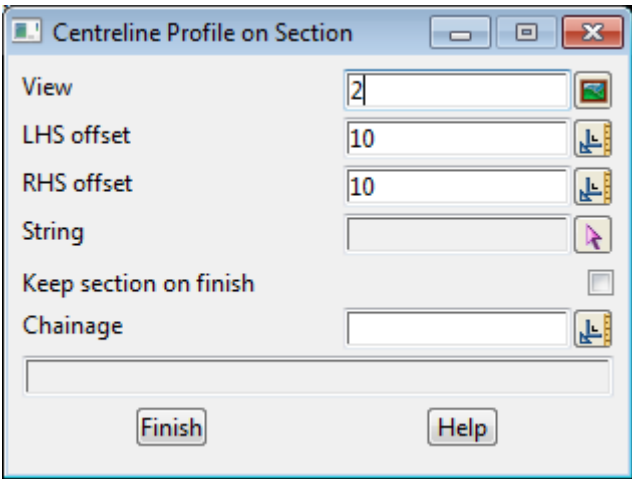 Centreline Profile on Section
View 2
LHS offset 10
RHS offset 10
String
Keep section on finish
Chainage
Finish Help